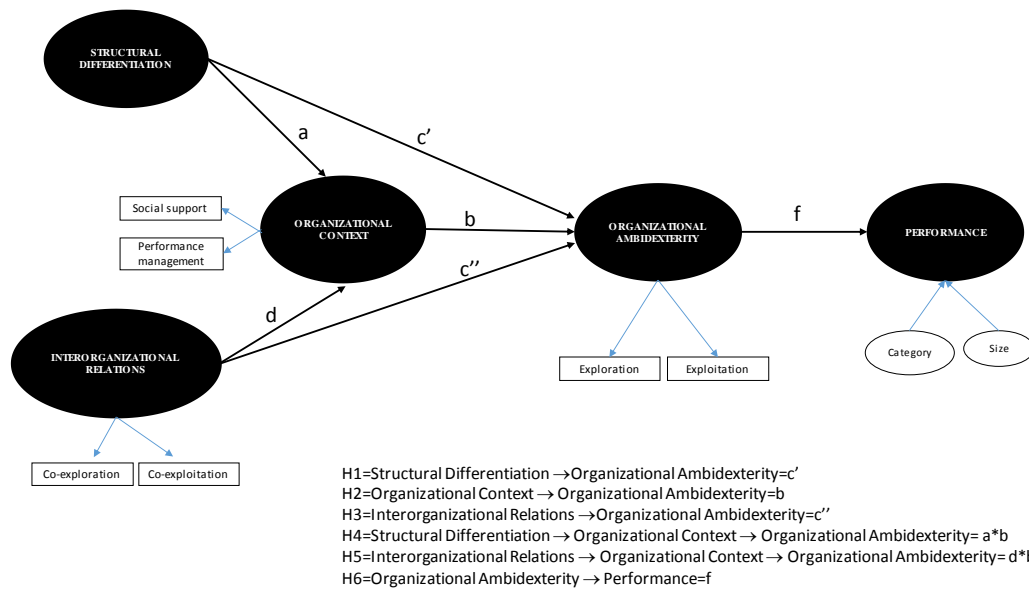 STRUCTURAL
DIFFERENTIATION
a
c’
Social support
Performance
management
ORGANIZATIONAL
CONTEXT
b
ORGANIZATIONAL
AMBIDEXTERITY
f
PERFORMANCE
c’’
d
INTERORGANIZATIONAL
RELATIONS
Exploration
Exploitation
Category
Size
Co-exploration
Co-exploitation
H1=Structural Differentiation →Organizational Ambidexterity=c’
H2=Organizational Context → Organizational Ambidexterity=b
H3=Interorganizational Relations →Organizational Ambidexterity=c’’
H4=Structural Differentiation → Organizational Context → Organizational Ambidexterity= a*b
H5=Interorganizational Relations → Organizational Context → Organizational Ambidexterity= d*b
H6=Organizational Ambidexterity → Performance=f